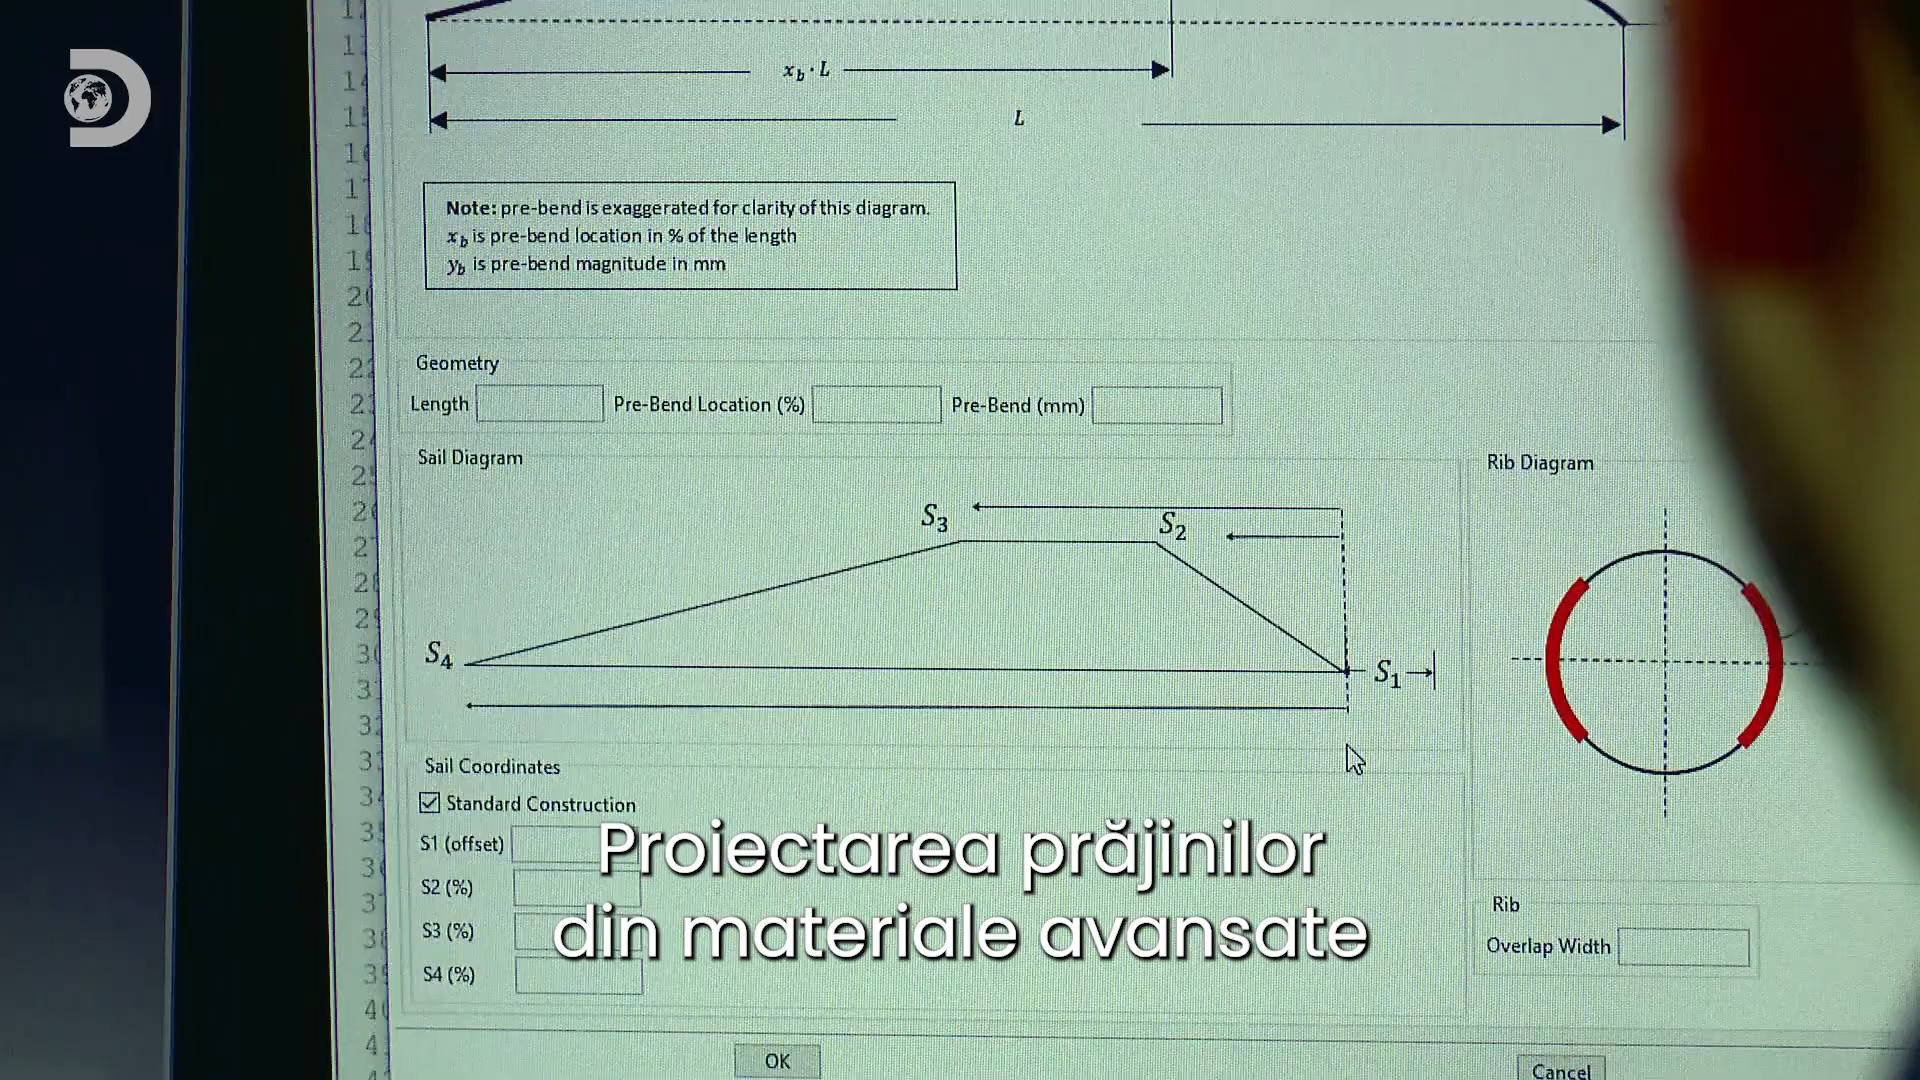 x_b · L
L
Note: pre-bend is exaggerated for clarity of this diagram.
x_b is pre-bend location in % of the length
y_b is pre-bend magnitude in mm
Geometry
Length Pre-Bend Location (%) Pre-Bend (mm)
Sail Diagram
Rib Diagram
S3
S2
S4
S1
Sail Coordinates
Standard Construction
S1 (offset)
S2 (%)
S3 (%)
S4 (%)
Rib
Overlap Width
Proiectarea prăjinilor
din materiale avansate
OK
Cancel